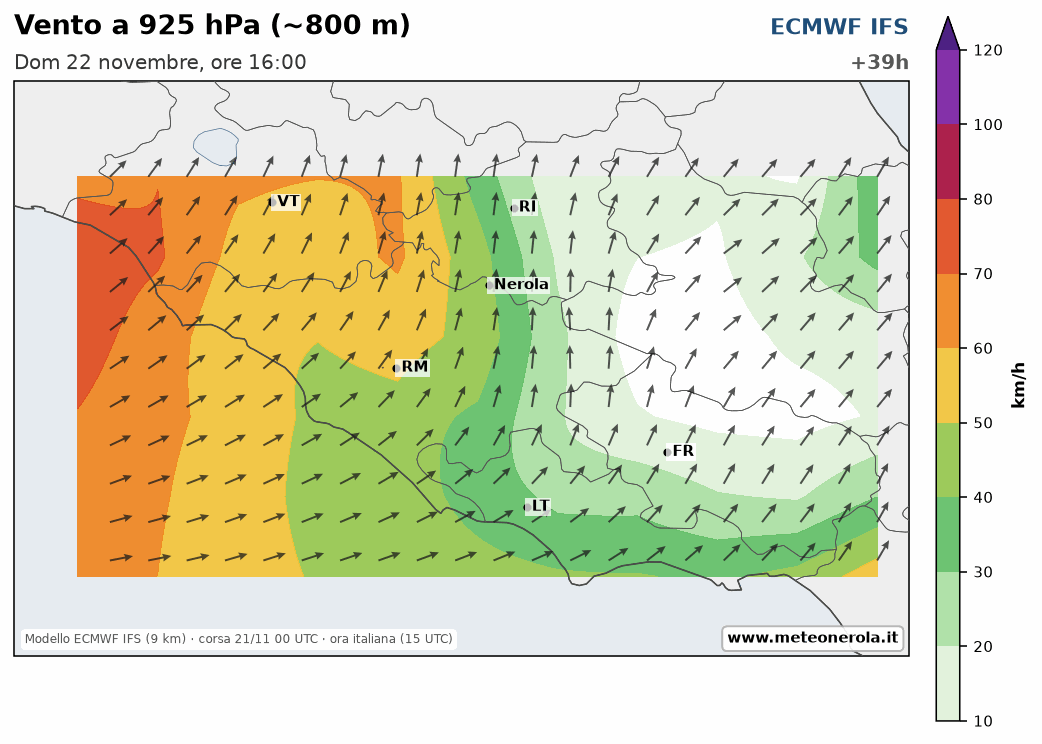 Vento a 925 hPa (~800 m)
ECMWF IFS
Dom 22 novembre, ore 16:00
+39h
VT
RI
Nerola
RM
FR
LT
120
100
80
70
60
50
40
30
20
10
km/h
Modello ECMWF IFS (9 km) · corsa 21/11 00 UTC · ora italiana (15 UTC)
www.meteonerola.it